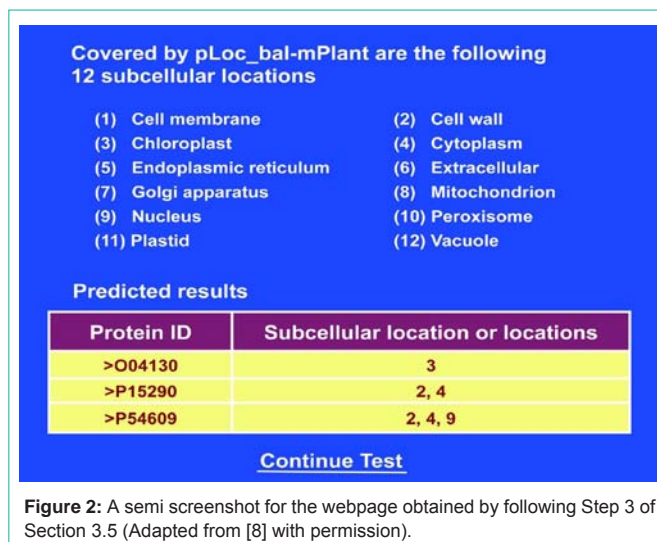 Covered by pLoc_bal-mPlant are the following
12 subcellular locations
(1) Cell membrane (2) Cell wall
(3) Chloroplast (4) Cytoplasm
(5) Endoplasmic reticulum (6) Extracellular
(7) Golgi apparatus (8) Mitochondrion
(9) Nucleus (10) Peroxisome
(11) Plastid (12) Vacuole
Predicted results
Protein ID Subcellular location or locations
>O04130 3
>P15290 2, 4
>P54609 2, 4, 9
Continue Test
Figure 2: A semi screenshot for the webpage obtained by following Step 3 of
Section 3.5 (Adapted from [8] with permission).